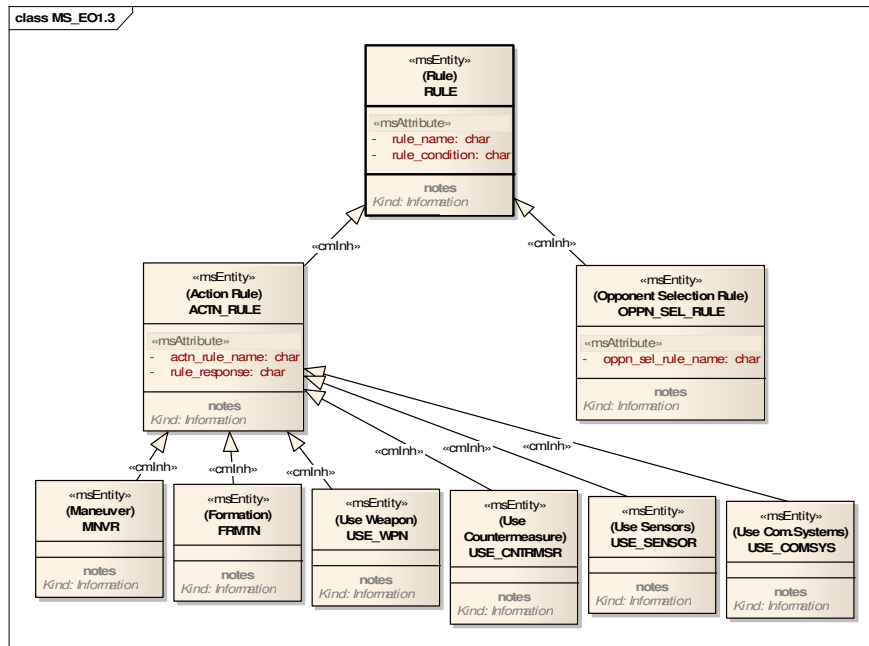 class MS_EO1.3
«msEntity»
(Rule)
RULE
«msAttribute»
- rule_name: char
- rule_condition: char
notes
Kind: Information
«cmInh»
«cmInh»
«msEntity»
(Action Rule)
ACTN_RULE
«msAttribute»
- actn_rule_name: char
- rule_response: char
notes
Kind: Information
«msEntity»
(Opponent Selection Rule)
OPPN_SEL_RULE
«msAttribute»
- oppn_sel_rule_name: char
notes
Kind: Information
«cmInh»
«cmInh»
«cmInh»
«cmInh»
«cmInh»
«cmInh»
«msEntity»
(Maneuver)
MNVR
notes
Kind: Information
«msEntity»
(Formation)
FRMTN
notes
Kind: Information
«msEntity»
(Use Weapon)
USE_WPN
notes
Kind: Information
«msEntity»
(Use
Countermeasure)
USE_CNTRMSR
notes
Kind: Information
«msEntity»
(Use Sensors)
USE_SENSOR
notes
Kind: Information
«msEntity»
(Use Com.Systems)
USE_COMSYS
notes
Kind: Information